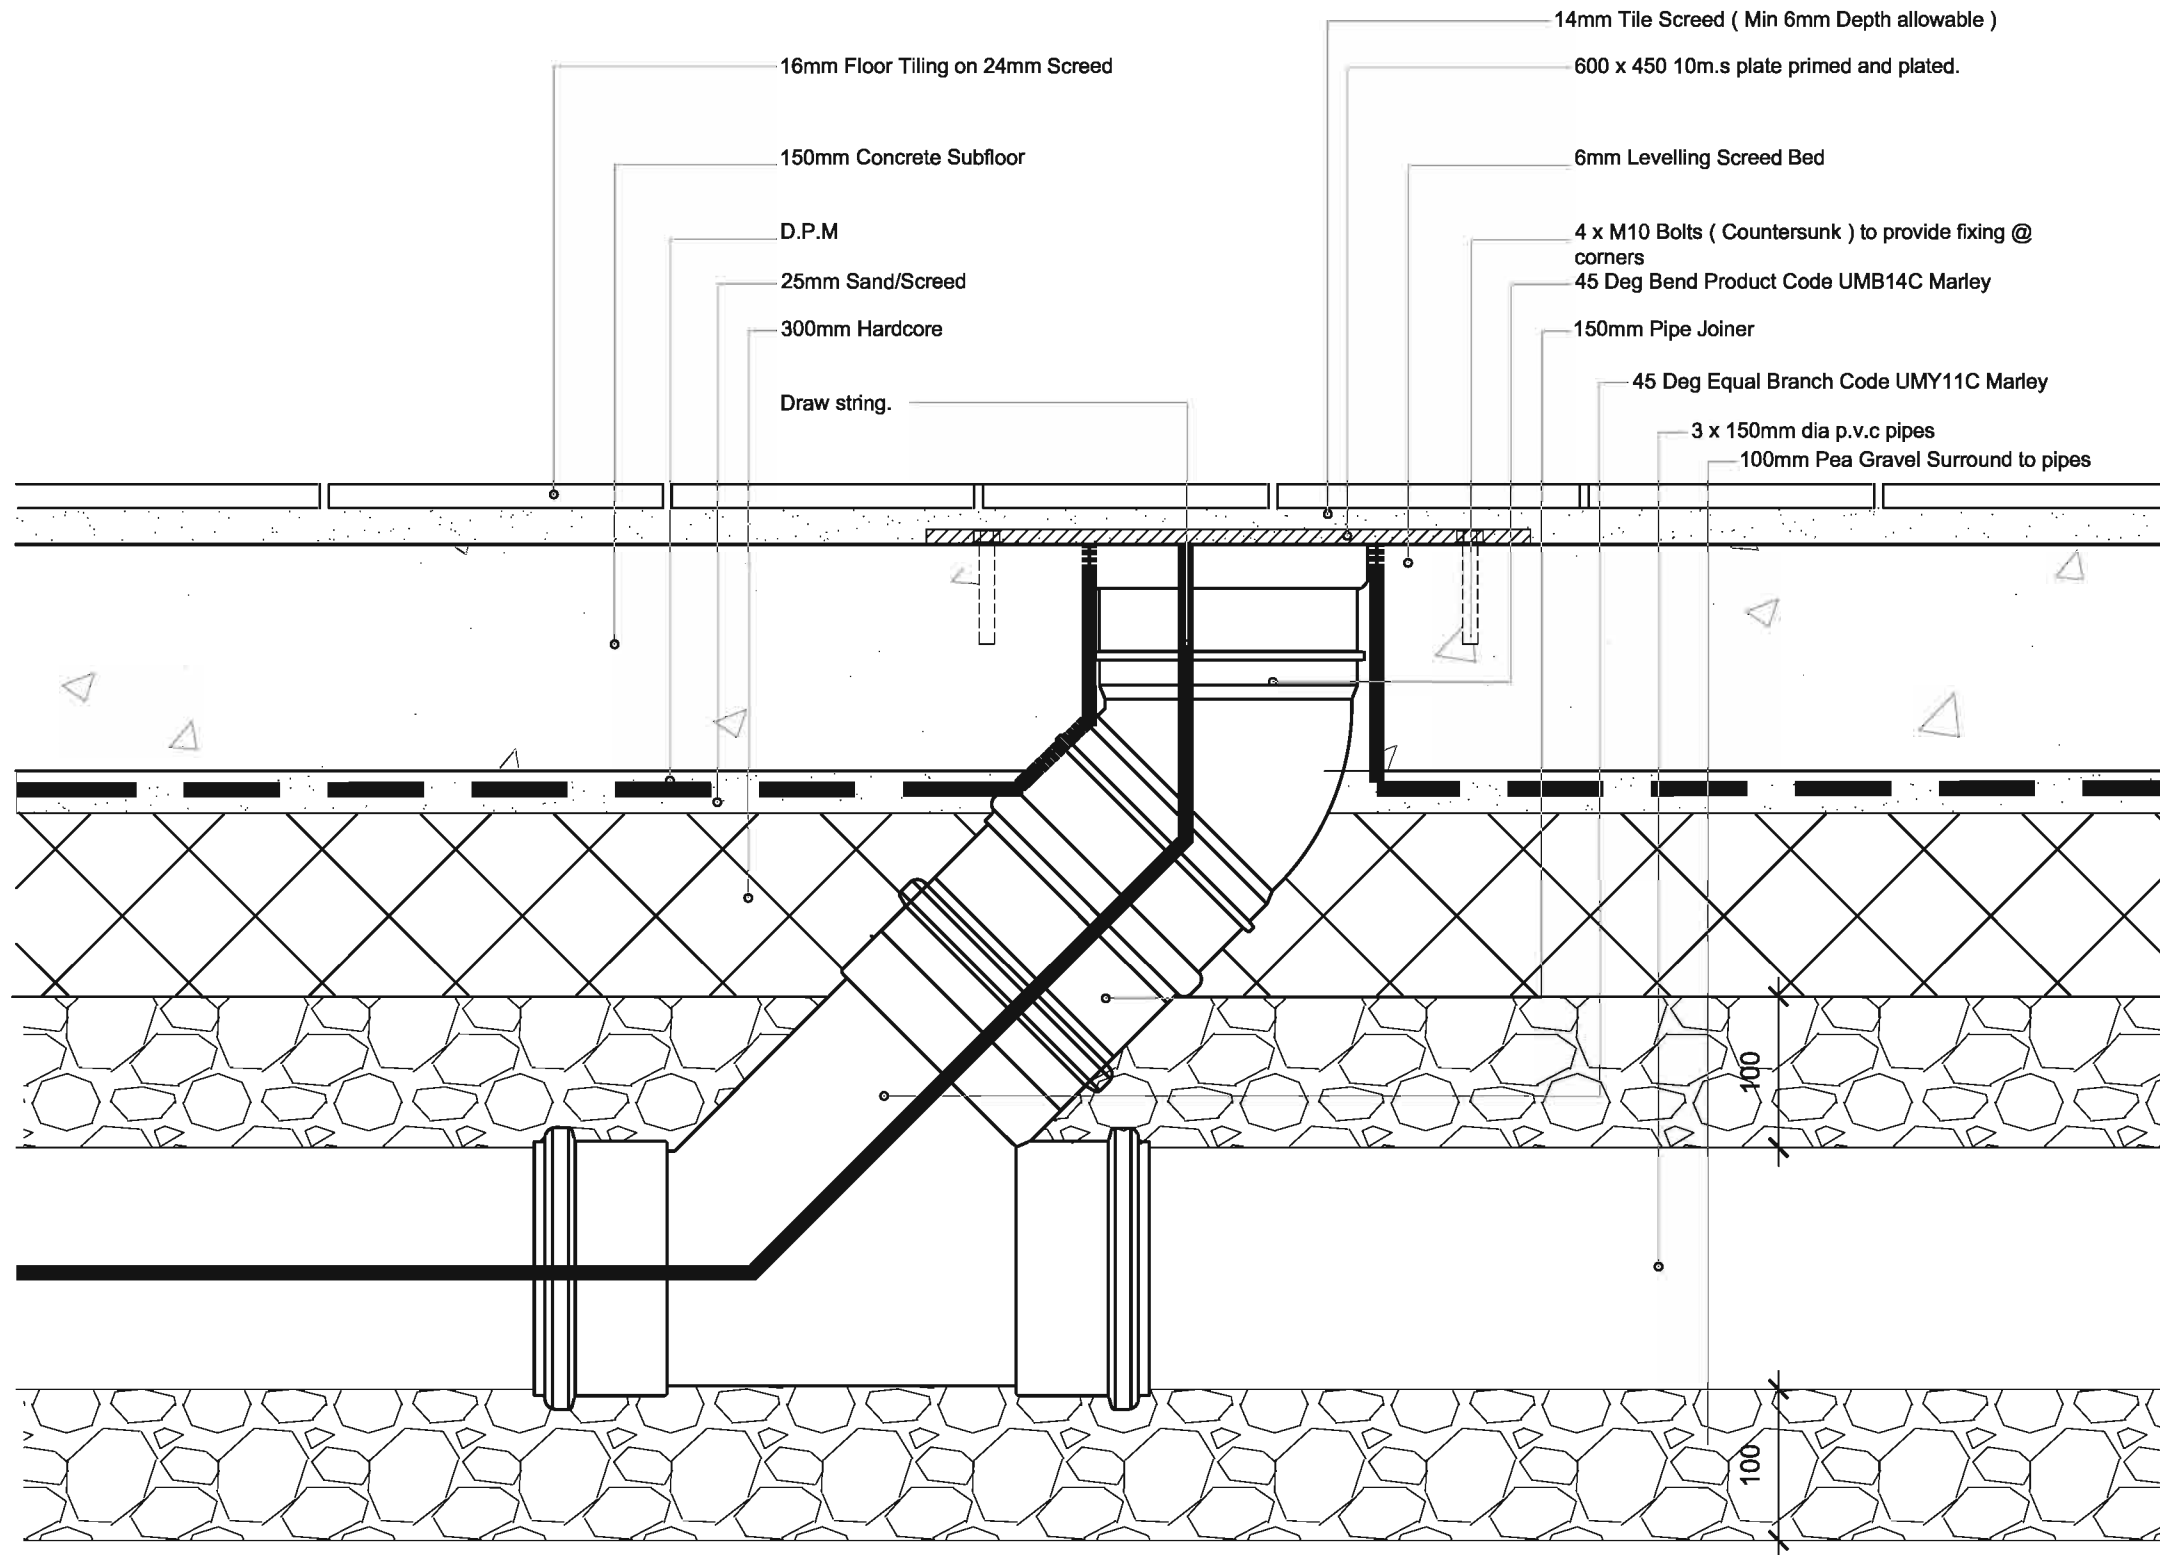 14mm Tile Screed ( Min 6mm Depth allowable )
16mm Floor Tiling on 24mm Screed
600 x 450 10m.s plate primed and plated.
150mm Concrete Subfloor
6mm Levelling Screed Bed
D.P.M
4 x M10 Bolts ( Countersunk ) to provide fixing @
corners
25mm Sand/Screed
45 Deg Bend Product Code UMB14C Marley
300mm Hardcore
150mm Pipe Joiner
45 Deg Equal Branch Code UMY11C Marley
Draw string.
3 x 150mm dia p.v.c pipes
100mm Pea Gravel Surround to pipes
100
100